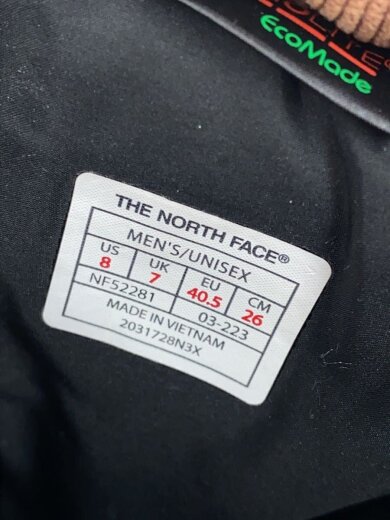 EcoMade
THE NORTH FACE®
MEN'S/UNISEX
US UK EU CM
8 7 40.5 26
NF52281 03-223
MADE IN VIETNAM
2031728N3X